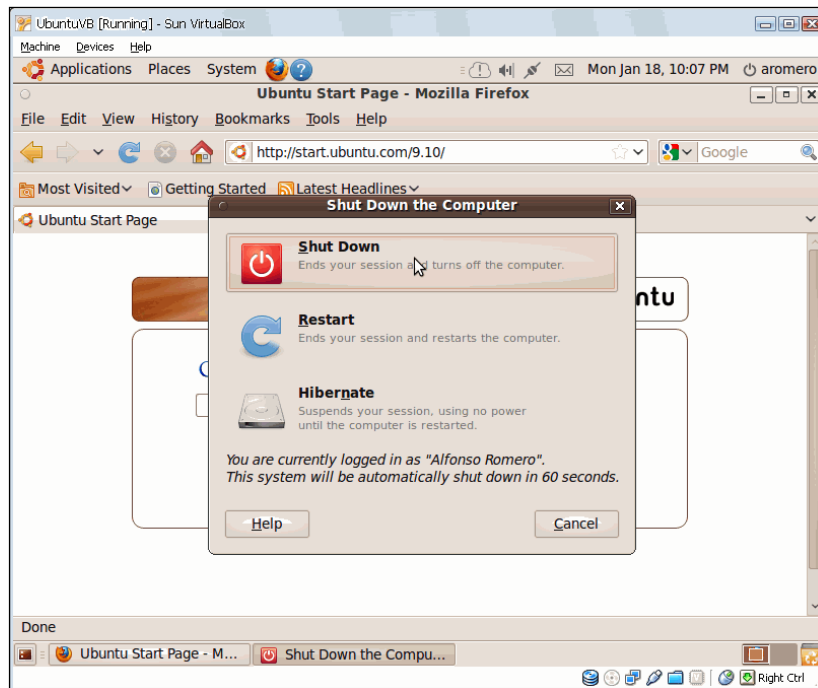 UbuntuVB [Running] - Sun VirtualBox
Machine Devices Help
Applications Places System Mon Jan 18, 10:07 PM aromero
Ubuntu Start Page - Mozilla Firefox
File Edit View History Bookmarks Tools Help
http://start.ubuntu.com/9.10/ Google
Most Visited Getting Started Latest Headlines
Ubuntu Start Page
Shut Down the Computer
Shut Down
Ends your session and turns off the computer.
ntu
Restart
Ends your session and restarts the computer.
Hibernate
Suspends your session, using no power
until the computer is restarted.
You are currently logged in as "Alfonso Romero".
This system will be automatically shut down in 60 seconds.
Help Cancel
Done
Ubuntu Start Page - M... Shut Down the Compu...
Right Ctrl